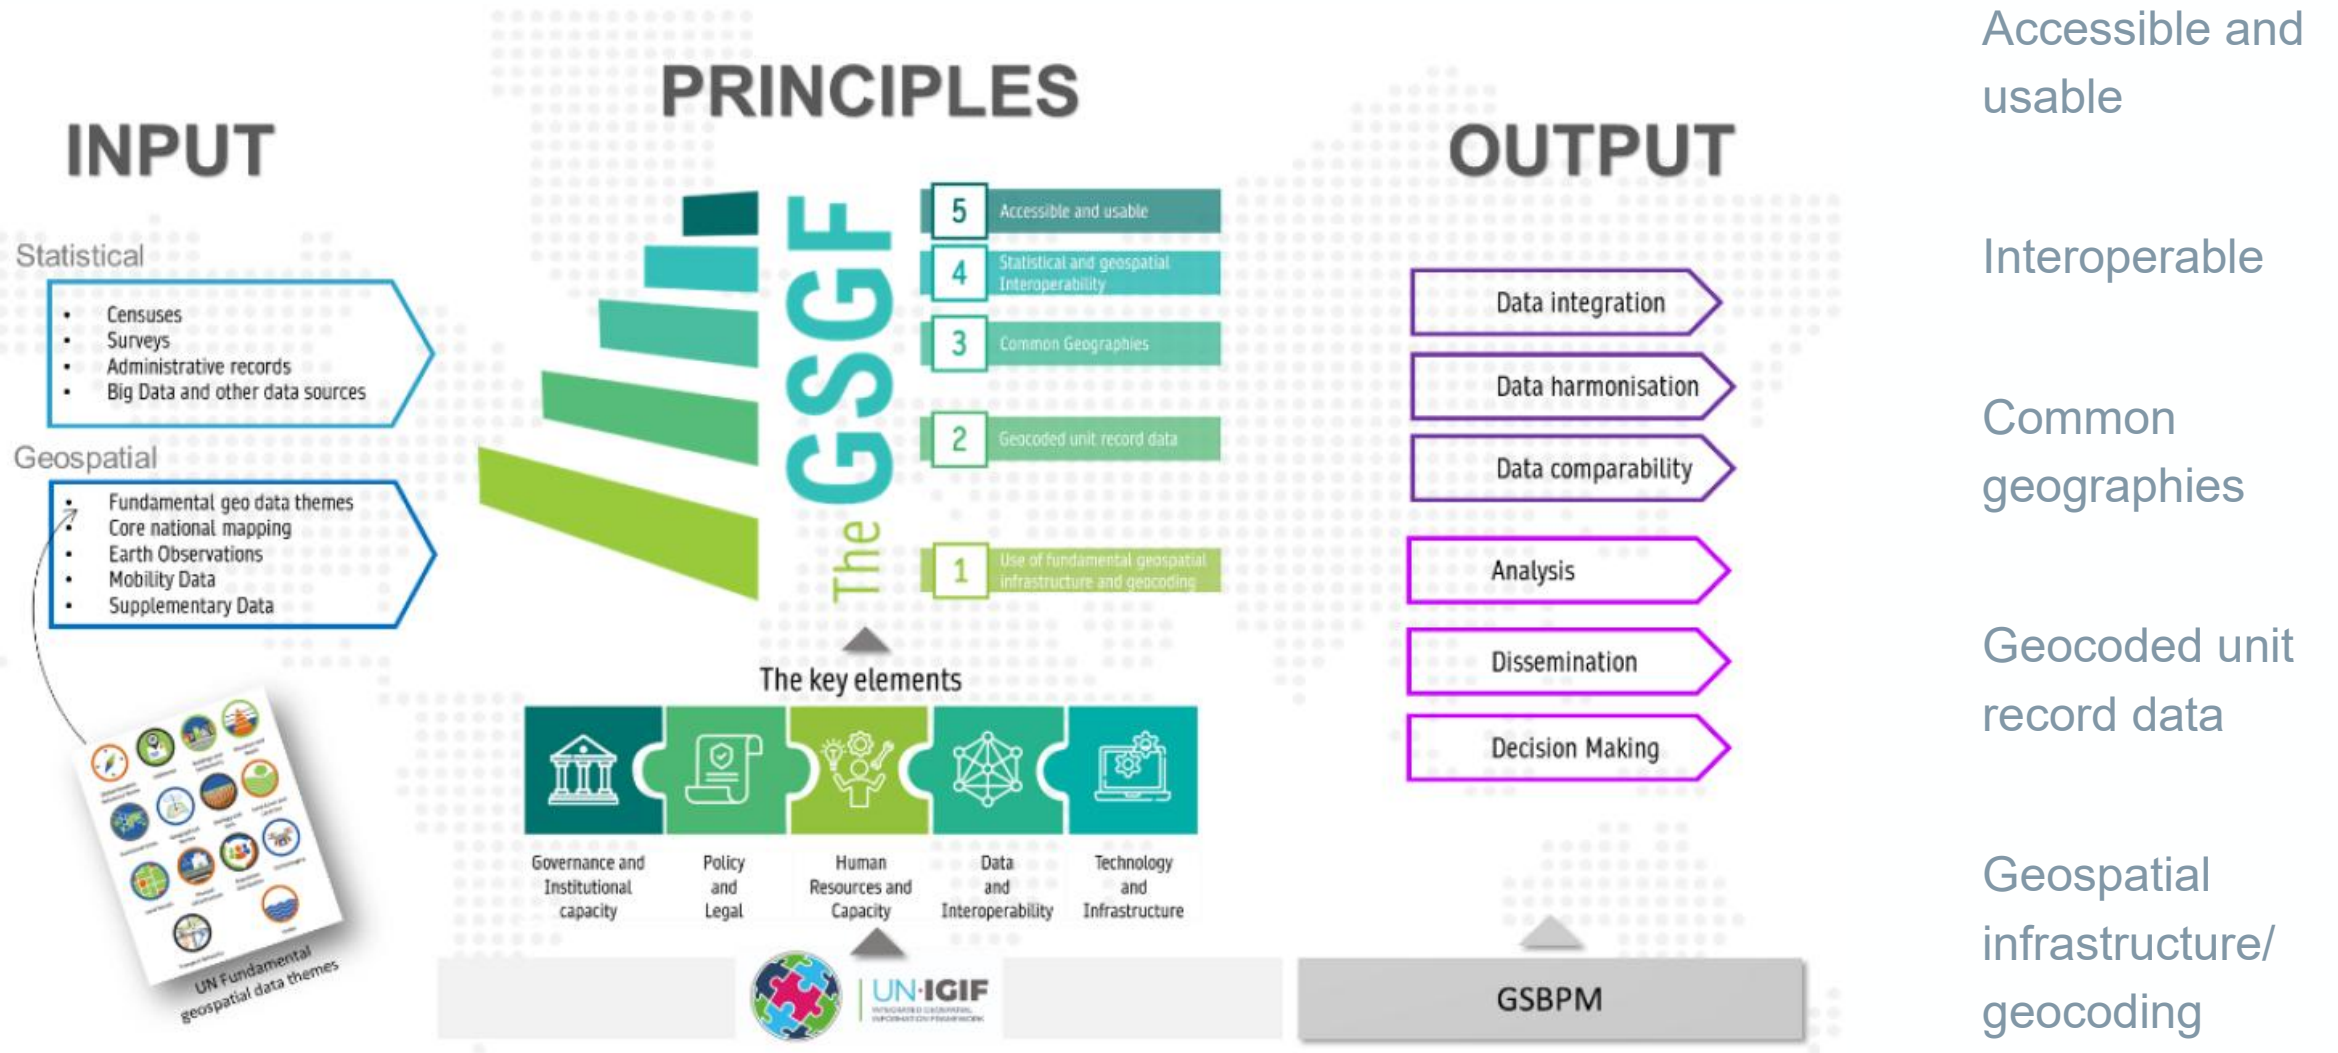 INPUT
Statistical
• Censuses
• Surveys
• Administrative records
• Big Data and other data sources
Geospatial
• Fundamental geo data themes
• Core national mapping
• Earth Observations
• Mobility Data
• Supplementary Data
UN Fundamental
geospatial data themes
PRINCIPLES
The GSGF
5 Accessible and usable
4 Statistical and geospatial
Interoperability
3 Common Geographies
2 Geocoded unit record data
1 Use of fundamental geospatial
infrastructure and geocoding
The key elements
Governance and
Institutional
capacity
Policy
and
Legal
Human
Resources and
Capacity
Data
and
Interoperability
Technology
and
Infrastructure
UN-IGIF
INTEGRATED GEOSPATIAL
INFORMATION FRAMEWORK
OUTPUT
Data integration
Data harmonisation
Data comparability
Analysis
Dissemination
Decision Making
GSBPM
Accessible and
usable
Interoperable
Common
geographies
Geocoded unit
record data
Geospatial
infrastructure/
geocoding